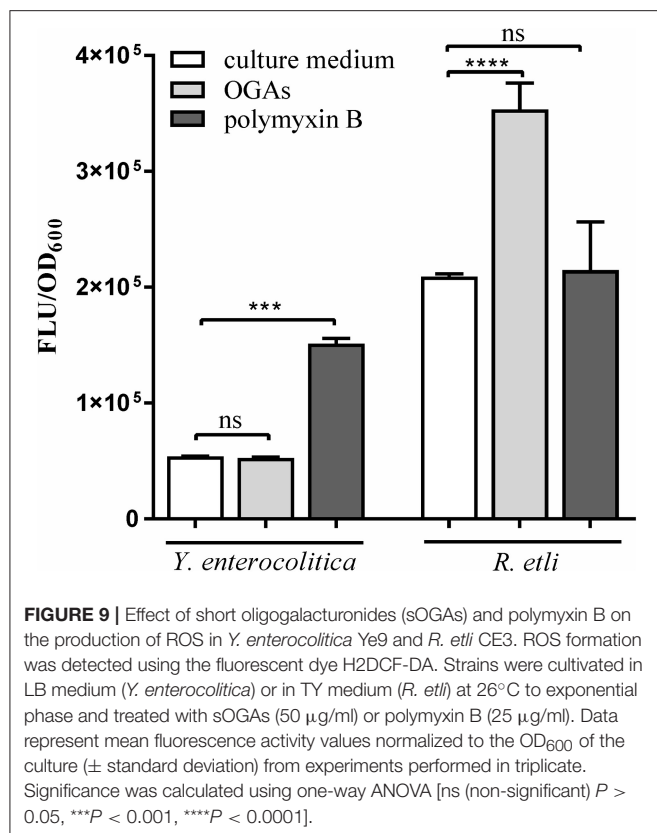 4×10⁵
3×10⁵
2×10⁵
1×10⁵
0
FLU/OD₆₀₀
culture medium
OGAs
polymyxin B
ns
****
***
ns
Y. enterocolitica
R. etli
FIGURE 9 | Effect of short oligogalacturonides (sOGAs) and polymyxin B on
the production of ROS in Y. enterocolitica Ye9 and R. etli CE3. ROS formation
was detected using the fluorescent dye H2DCF-DA. Strains were cultivated in
LB medium (Y. enterocolitica) or in TY medium (R. etli) at 26°C to exponential
phase and treated with sOGAs (50 μg/ml) or polymyxin B (25 μg/ml). Data
represent mean fluorescence activity values normalized to the OD₆₀₀ of the
culture (± standard deviation) from experiments performed in triplicate.
Significance was calculated using one-way ANOVA [ns (non-significant) P >
0.05, ***P < 0.001, ****P < 0.0001].